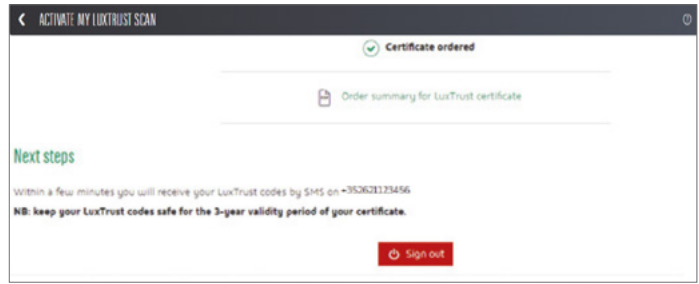 ACTIVATE MY LUXTRUST SCAN
Certificate ordered
Order summary for LuxTrust certificate
Next steps
Within a few minutes you will receive your LuxTrust codes by SMS on +352621123456
NB: keep your LuxTrust codes safe for the 3-year validity period of your certificate.
Sign out